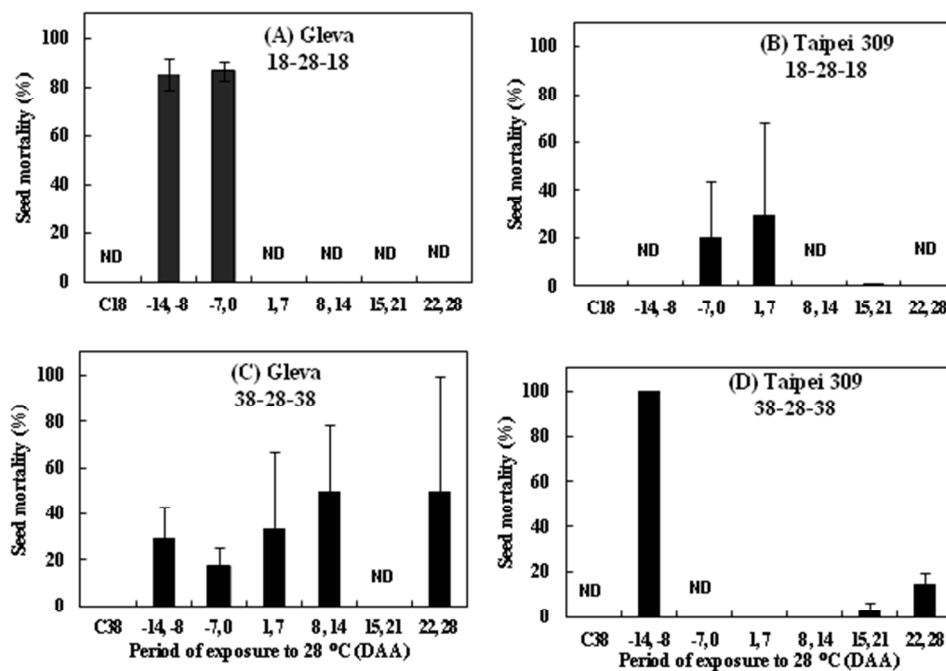 (A) Gleva
18-28-18
Seed mortality (%)
100
80
60
40
20
0
ND ND ND ND ND
C18 -14, -8 -7, 0 1, 7 8, 14 15, 21 22, 28
(B) Taipei 309
18-28-18
Seed mortality (%)
100
80
60
40
20
0
ND ND ND
C18 -14, -8 -7, 0 1, 7 8, 14 15, 21 22, 28
(C) Gleva
38-28-38
Seed mortality (%)
100
80
60
40
20
0
ND
C38 -14, -8 -7, 0 1, 7 8, 14 15, 21 22, 28
Period of exposure to 28 °C (DAA)
(D) Taipei 309
38-28-38
Seed mortality (%)
100
80
60
40
20
0
ND ND
C38 -14, -8 -7, 0 1, 7 8, 14 15, 21 22, 28
Period of exposure to 28 °C (DAA)